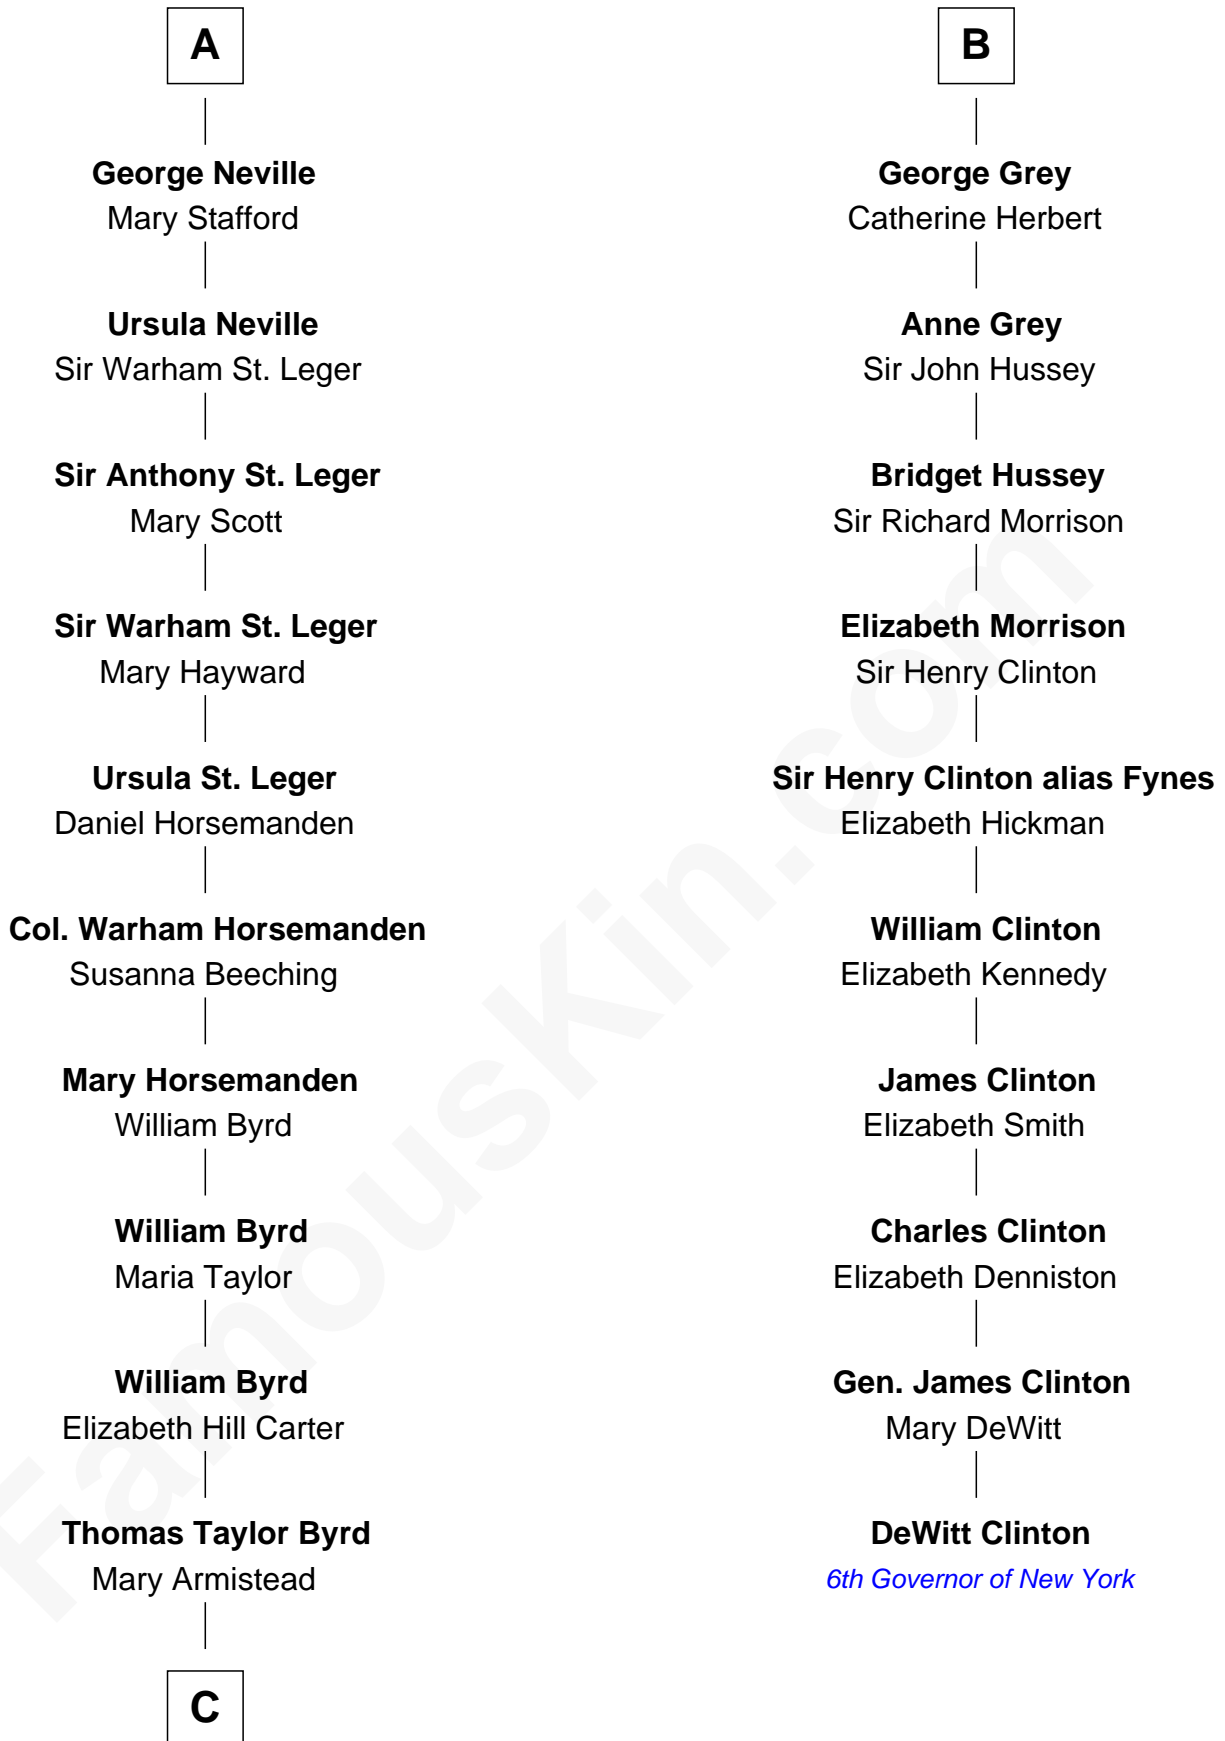 A
George Neville
Mary Stafford
Ursula Neville
Sir Warham St. Leger
Sir Anthony St. Leger
Mary Scott
Sir Warham St. Leger
Mary Hayward
Ursula St. Leger
Daniel Horsemanden
Col. Warham Horsemanden
Susanna Beeching
Mary Horsemanden
William Byrd
William Byrd
Maria Taylor
William Byrd
Elizabeth Hill Carter
Thomas Taylor Byrd
Mary Armistead
C
B
George Grey
Catherine Herbert
Anne Grey
Sir John Hussey
Bridget Hussey
Sir Richard Morrison
Elizabeth Morrison
Sir Henry Clinton
Sir Henry Clinton alias Fynes
Elizabeth Hickman
William Clinton
Elizabeth Kennedy
James Clinton
Elizabeth Smith
Charles Clinton
Elizabeth Denniston
Gen. James Clinton
Mary DeWitt
DeWitt Clinton
6th Governor of New York
FamousKin.com